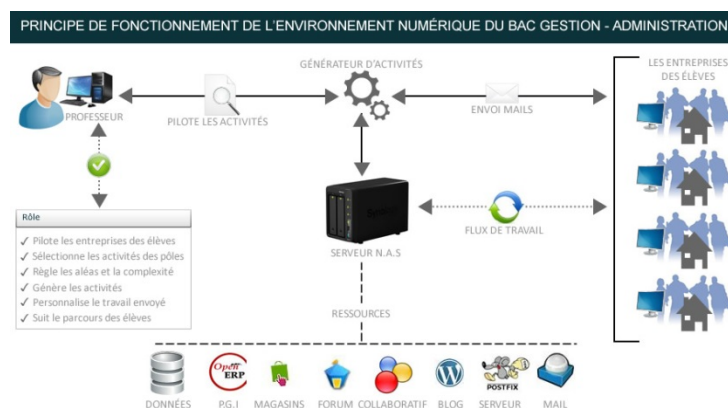 PRINCIPE DE FONCTIONNEMENT DE L'ENVIRONNEMENT NUMÉRIQUE DU BAC GESTION - ADMINISTRATION
GÉNÉRATEUR D'ACTIVITÉS
LES ENTREPRISES
DES ÉLÈVES
PROFESSEUR
PILOTE LES ACTIVITÉS
ENVOI MAILS
Rôle
✓ Pilote les entreprises des élèves
✓ Sélectionne les activités des pôles
✓ Règle les aléas et la complexité
✓ Génère les activités
✓ Personnalise le travail envoyé
✓ Suit le parcours des élèves
FLUX DE TRAVAIL
SERVEUR N.A.S
RESSOURCES
Open
ERP
POSTFIX
DONNÉES
P.G.I
MAGASINS
FORUM
COLLABORATIF
BLOG
SERVEUR
MAIL